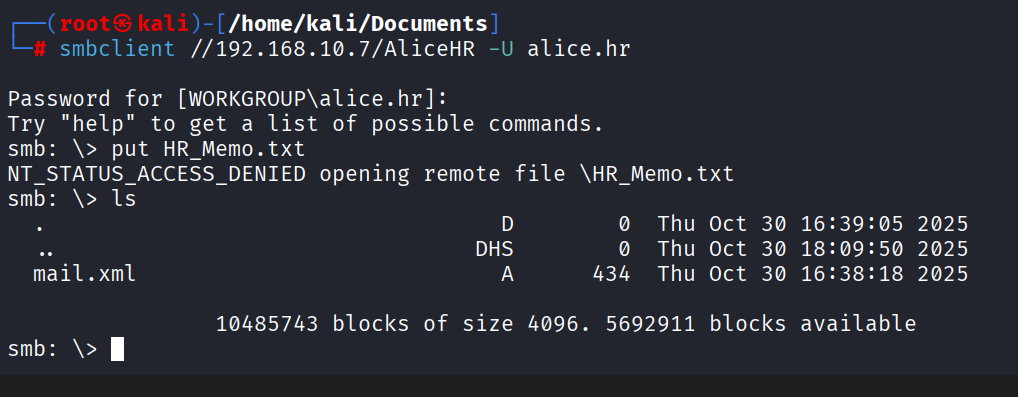 ┌──(root㉿kali)-[/home/kali/Documents]
└─# smbclient //192.168.10.7/AliceHR -U alice.hr
Password for [WORKGROUP\alice.hr]:
Try "help" to get a list of possible commands.
smb: \> put HR_Memo.txt
NT_STATUS_ACCESS_DENIED opening remote file \HR_Memo.txt
smb: \> ls
. D 0 Thu Oct 30 16:39:05 2025
.. DHS 0 Thu Oct 30 18:09:50 2025
mail.xml A 434 Thu Oct 30 16:38:18 2025
10485743 blocks of size 4096. 5692911 blocks available
smb: \>